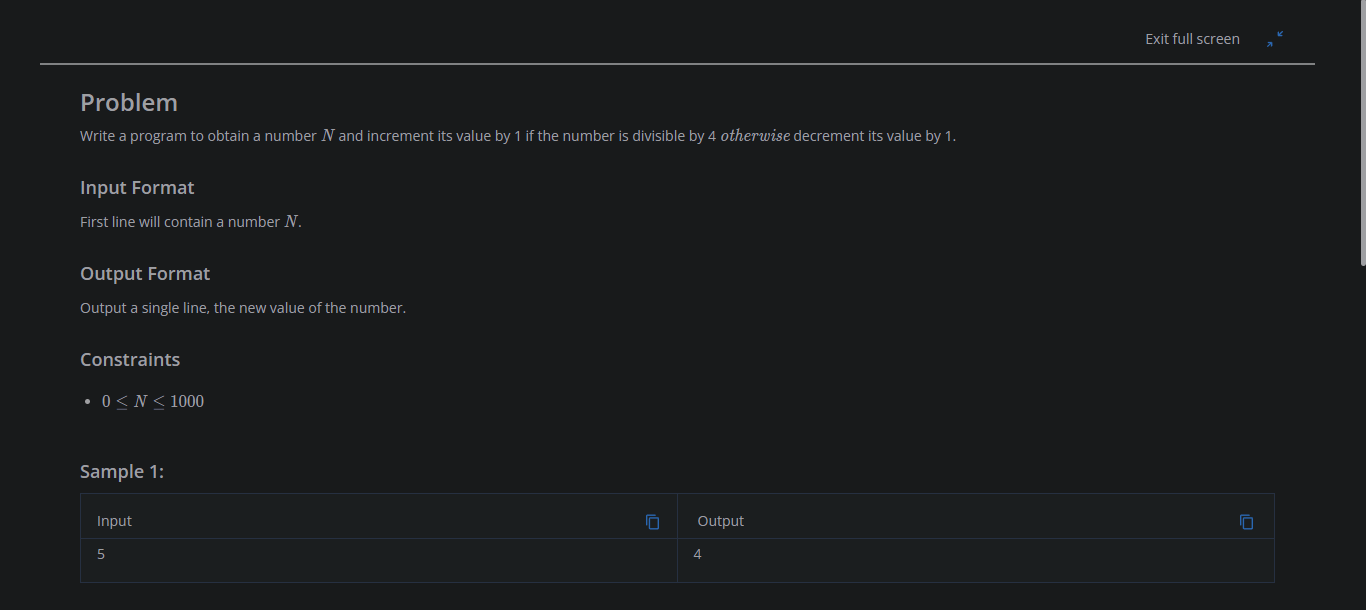 Exit full screen
Problem
Write a program to obtain a number N and increment its value by 1 if the number is divisible by 4 otherwise decrement its value by 1.
Input Format
First line will contain a number N.
Output Format
Output a single line, the new value of the number.
Constraints
• 0 ≤ N ≤ 1000
Sample 1:
Input Output
5 4